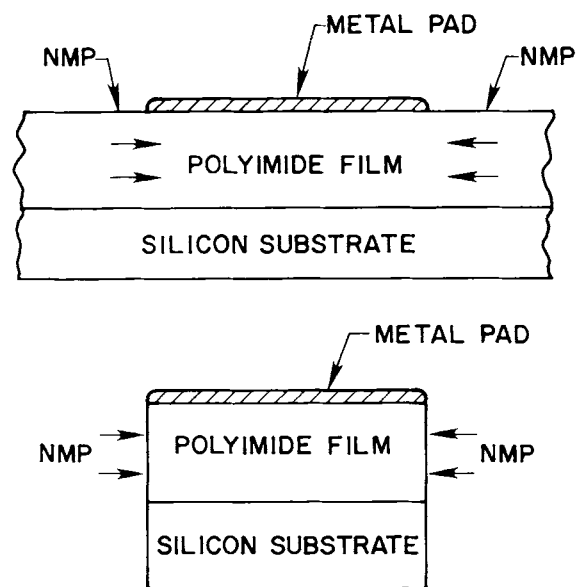 METAL PAD
NMP NMP
POLYIMIDE FILM
SILICON SUBSTRATE
METAL PAD
POLYIMIDE FILM
NMP NMP
SILICON SUBSTRATE